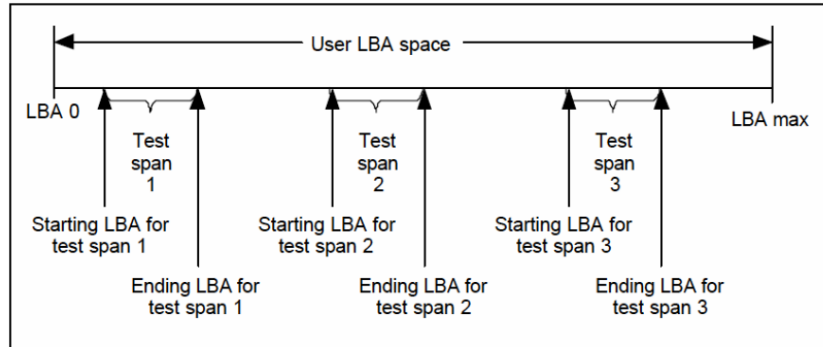 User LBA space
LBA 0
LBA max
Test
span
1
Test
span
2
Test
span
3
Starting LBA for
test span 1
Starting LBA for
test span 2
Starting LBA for
test span 3
Ending LBA for
test span 1
Ending LBA for
test span 2
Ending LBA for
test span 3